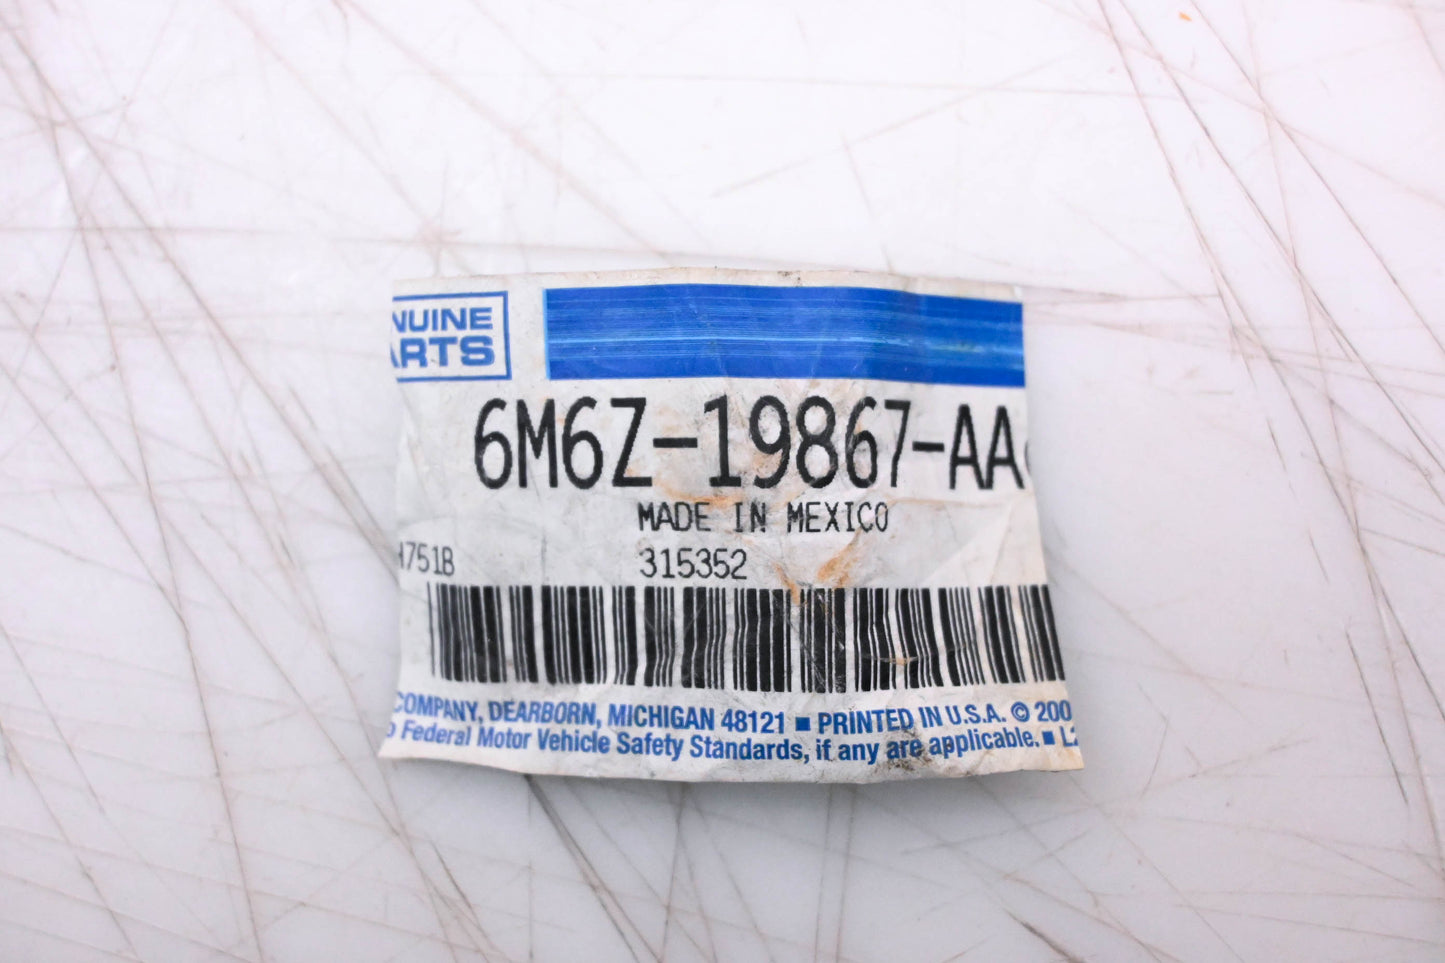 NUINE
ARTS
6M6Z-19867-AA
MADE IN MEXICO
H751B 315352
COMPANY, DEARBORN, MICHIGAN 48121 ■ PRINTED IN U.S.A. © 200
Federal Motor Vehicle Safety Standards, if any are applicable. ■